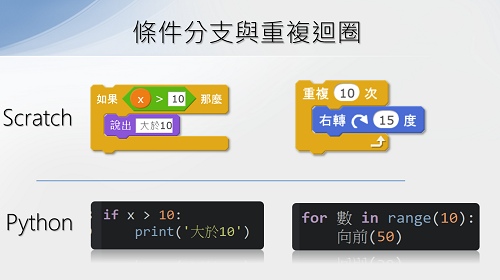 條件分支與重複迴圈
Scratch
如果 x > 10 那麼
說出 大於10
重複 10 次
右轉 15 度
Python
if x > 10:
print('大於10')
for 數 in range(10):
向前(50)